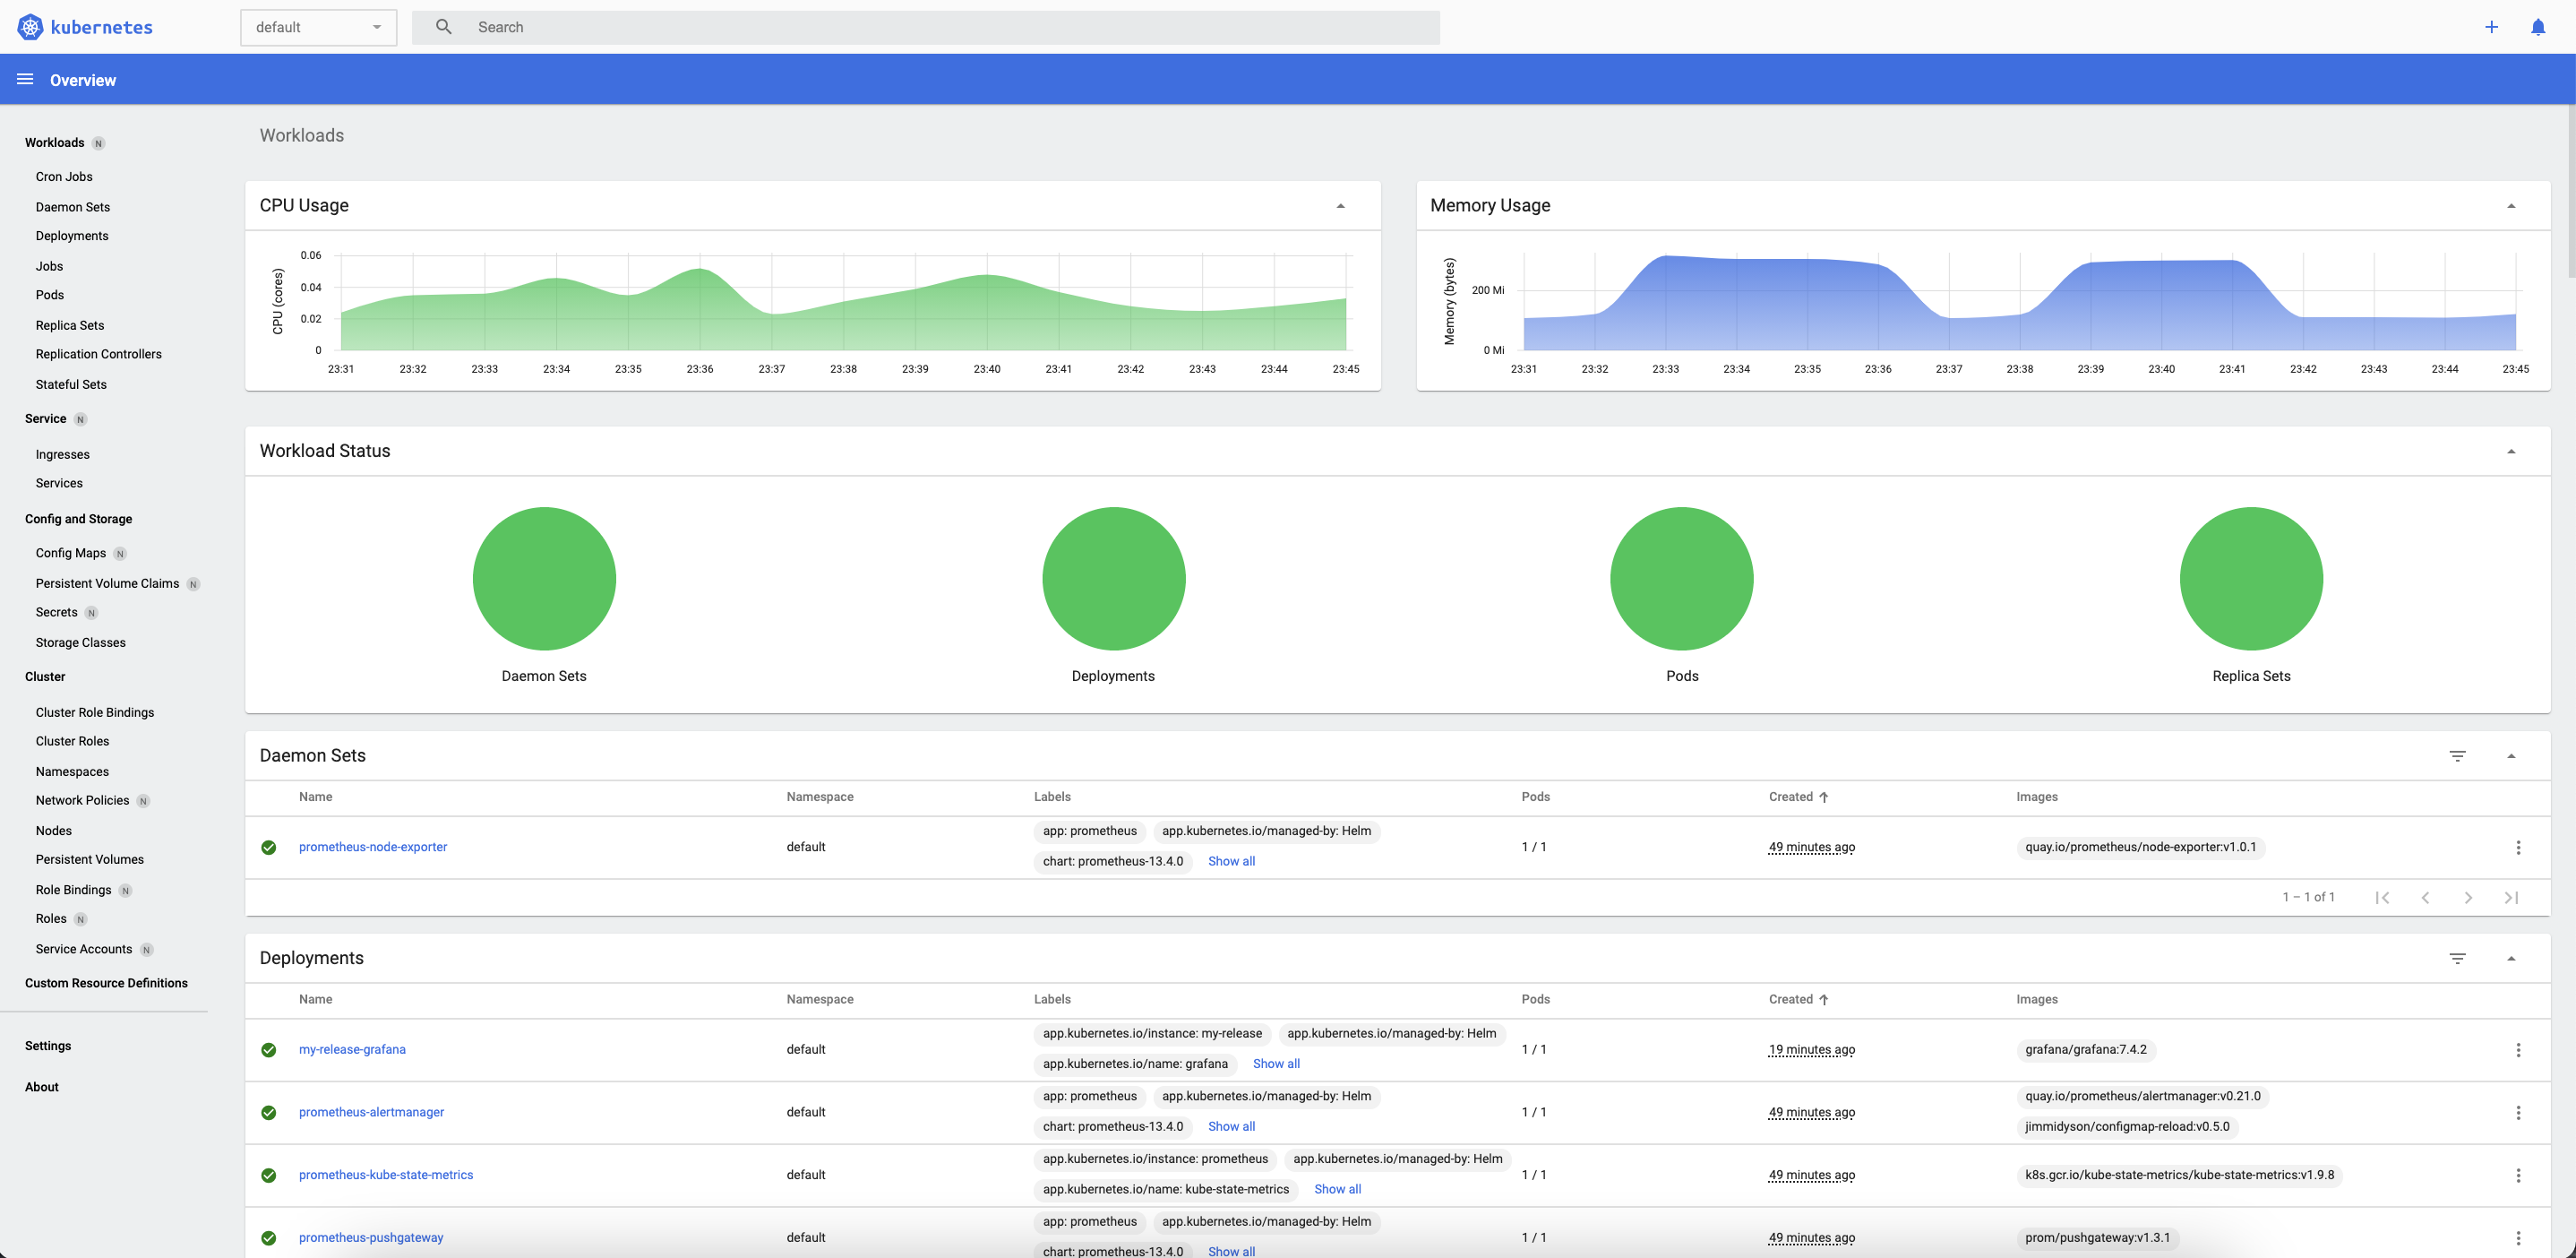 kubernetes
default
Search
Overview
Workloads N
Cron Jobs
Daemon Sets
Deployments
Jobs
Pods
Replica Sets
Replication Controllers
Stateful Sets
Service N
Ingresses
Services
Config and Storage
Config Maps N
Persistent Volume Claims N
Secrets N
Storage Classes
Cluster
Cluster Role Bindings
Cluster Roles
Namespaces
Network Policies N
Nodes
Persistent Volumes
Role Bindings N
Roles N
Service Accounts N
Custom Resource Definitions
Settings
About
Workloads
CPU Usage
CPU (cores)
0.06
0.04
0.02
0
23:31 23:32 23:33 23:34 23:35 23:36 23:37 23:38 23:39 23:40 23:41 23:42 23:43 23:44 23:45
Memory Usage
Memory (bytes)
200 Mi
0 Mi
23:31 23:32 23:33 23:34 23:35 23:36 23:37 23:38 23:39 23:40 23:41 23:42 23:43 23:44 23:45
Workload Status
Daemon Sets Deployments Pods Replica Sets
Daemon Sets
Name Namespace Labels Pods Created Images
app: prometheus app.kubernetes.io/managed-by: Helm
prometheus-node-exporter default 1 / 1 49 minutes ago quay.io/prometheus/node-exporter:v1.0.1
chart: prometheus-13.4.0 Show all
1 – 1 of 1
Deployments
Name Namespace Labels Pods Created Images
app.kubernetes.io/instance: my-release app.kubernetes.io/managed-by: Helm
my-release-grafana default 1 / 1 19 minutes ago grafana/grafana:7.4.2
app.kubernetes.io/name: grafana Show all
app: prometheus app.kubernetes.io/managed-by: Helm quay.io/prometheus/alertmanager:v0.21.0
prometheus-alertmanager default 1 / 1 49 minutes ago
chart: prometheus-13.4.0 Show all jimmidyson/configmap-reload:v0.5.0
app.kubernetes.io/instance: prometheus app.kubernetes.io/managed-by: Helm
prometheus-kube-state-metrics default 1 / 1 49 minutes ago k8s.gcr.io/kube-state-metrics/kube-state-metrics:v1.9.8
app.kubernetes.io/name: kube-state-metrics Show all
app: prometheus app.kubernetes.io/managed-by: Helm
prometheus-pushgateway default 1 / 1 49 minutes ago prom/pushgateway:v1.3.1
chart: prometheus-13.4.0 Show all